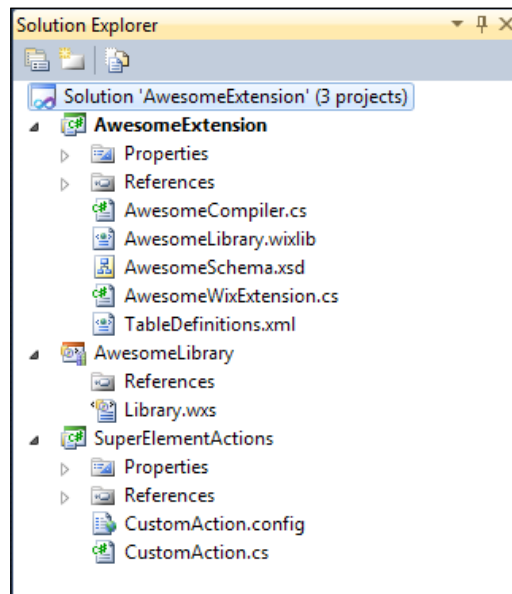 Solution Explorer
Solution 'AwesomeExtension' (3 projects)
AwesomeExtension
Properties
References
AwesomeCompiler.cs
AwesomeLibrary.wixlib
AwesomeSchema.xsd
AwesomeWixExtension.cs
TableDefinitions.xml
AwesomeLibrary
References
Library.wxs
SuperElementActions
Properties
References
CustomAction.config
CustomAction.cs